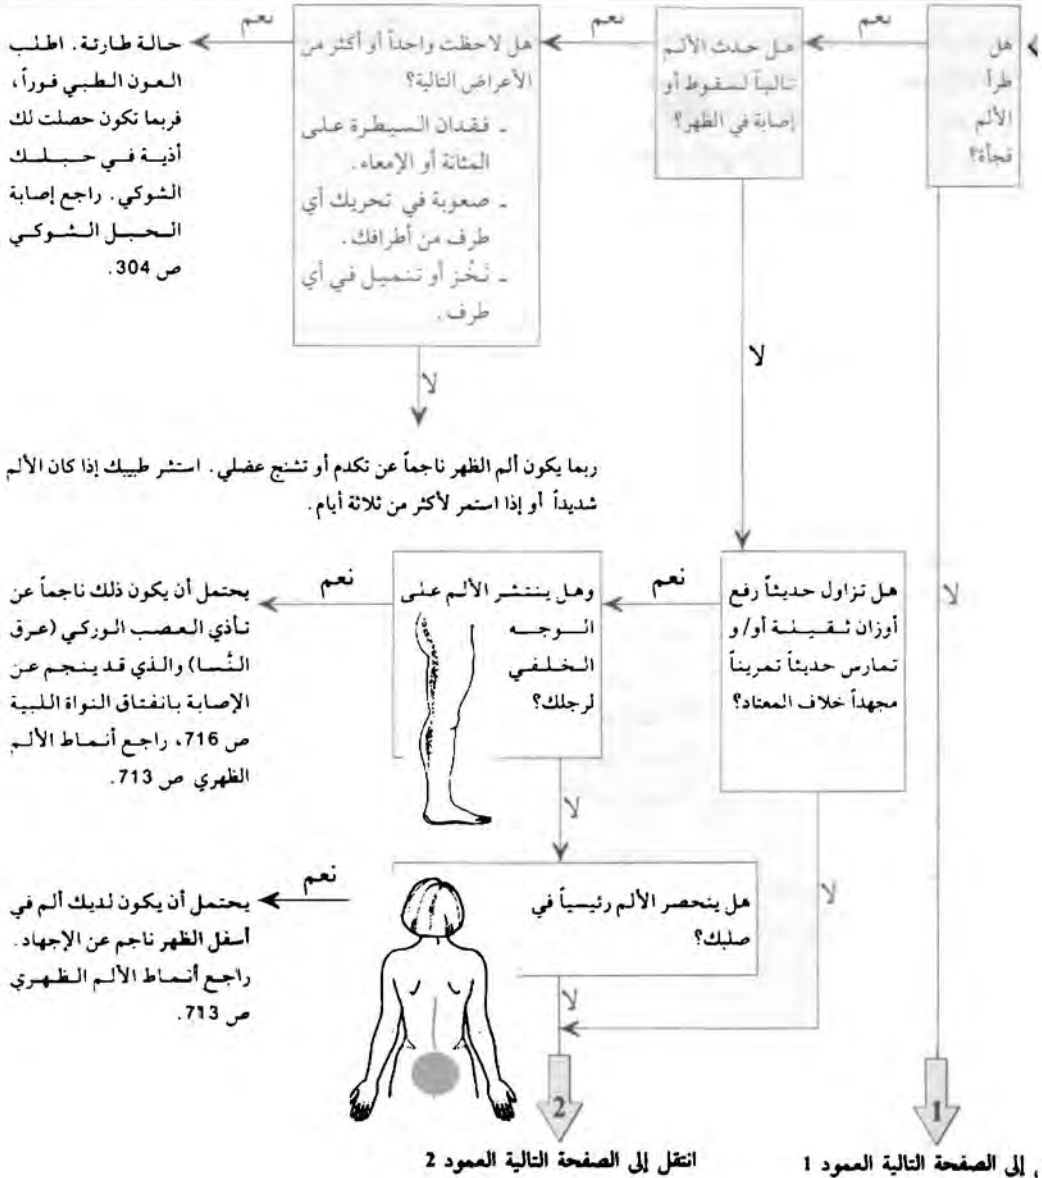 هل
طرأ
الألم
فجأة؟
نعم
هل حدث الألم
تالياً لسقوط أو
إصابة في الظهر؟
نعم
هل لاحظت واحداً أو أكثر من
الأعراض التالية؟
ـ فقدان السيطرة على
المثانة أو الإمعاء.
ـ صعوبة في تحريك أي
طرف من أطرافك.
ـ نَخْز أو تنميل في أي
طرف.
نعم
حالة طارئة. اطلب
العون الطبي فوراً،
فربما تكون حصلت لك
أذية في حبلك
الشوكي. راجع إصابة
الحبل الشوكي
ص 304.
لا
لا
ربما يكون ألم الظهر ناجماً عن تكدم أو تشنج عضلي. استشر طبيبك إذا كان الألم
شديداً أو إذا استمر لأكثر من ثلاثة أيام.
لا
هل تزاول حديثاً رفع
أوزان ثقيلة أو/ و
تمارس حديثاً تمريناً
مجهداً خلاف المعتاد؟
نعم
وهل ينتشر الألم على
الوجه
الخلفي
لرجلك؟
نعم
يحتمل أن يكون ذلك ناجماً عن
تأذي العصب الوركي (عرق
النَّسا) والذي قد ينجم عن
الإصابة بانفتاق النواة اللبية
ص 716، راجع أنماط الألم
الظهري ص 713.
لا
لا
هل ينحصر الألم رئيسياً في
صلبك؟
نعم
يحتمل أن يكون لديك ألم في
أسفل الظهر ناجم عن الإجهاد.
راجع أنماط الألم الظهري
ص 713.
لا
1
2
إلى الصفحة التالية العمود 1
انتقل إلى الصفحة التالية العمود 2